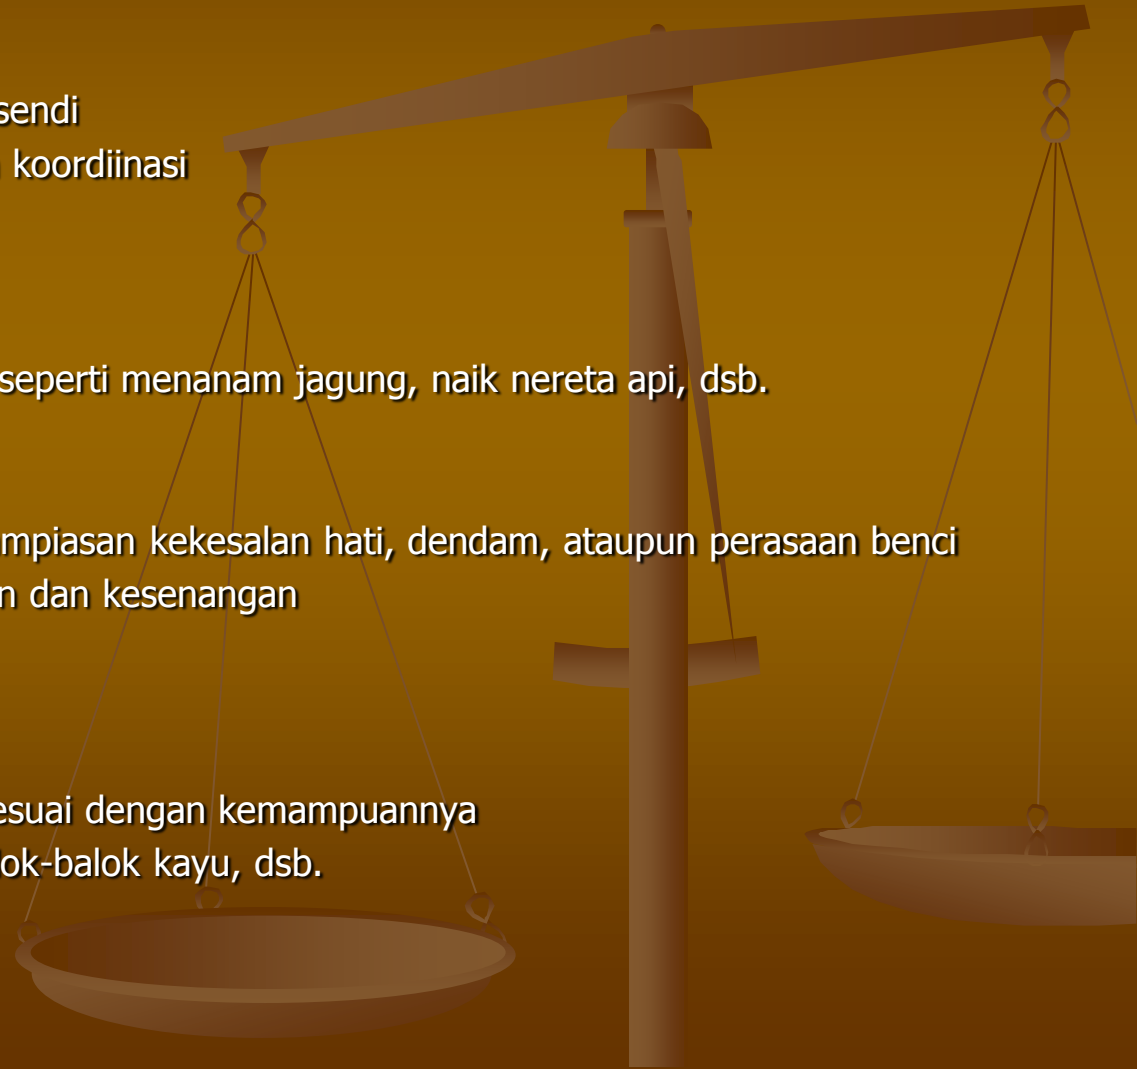 sendi
koordiinasi
seperti menanam jagung, naik nereta api, dsb.
mpiasan kekesalan hati, dendam, ataupun perasaan benci
n dan kesenangan
esuai dengan kemampuannya
lok-balok kayu, dsb.